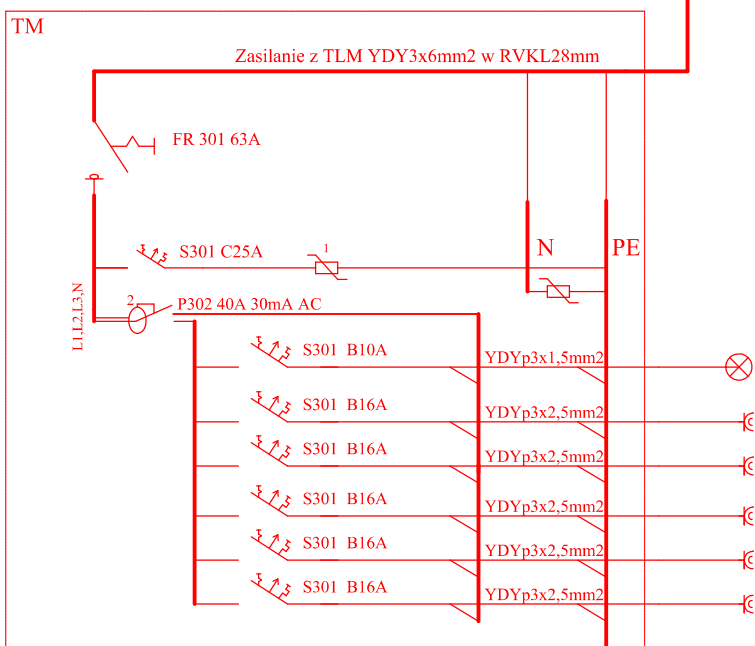 TM
Zasilanie z TLM YDY3x6mm2 w RVKL28mm
FR 301 63A
S301 C25A
1
N
PE
L1,L2,L3,N
2
P302 40A 30mA AC
S301 B10A
YDYp3x1,5mm2
S301 B16A
YDYp3x2,5mm2
S301 B16A
YDYp3x2,5mm2
S301 B16A
YDYp3x2,5mm2
S301 B16A
YDYp3x2,5mm2
S301 B16A
YDYp3x2,5mm2